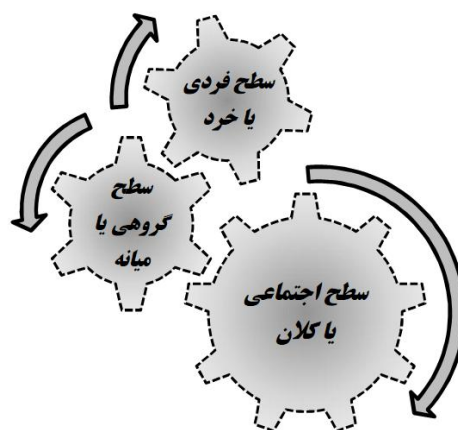 سطح فردی
یا خرد
سطح
گروهی یا
میانه
سطح اجتماعی
یا کلان